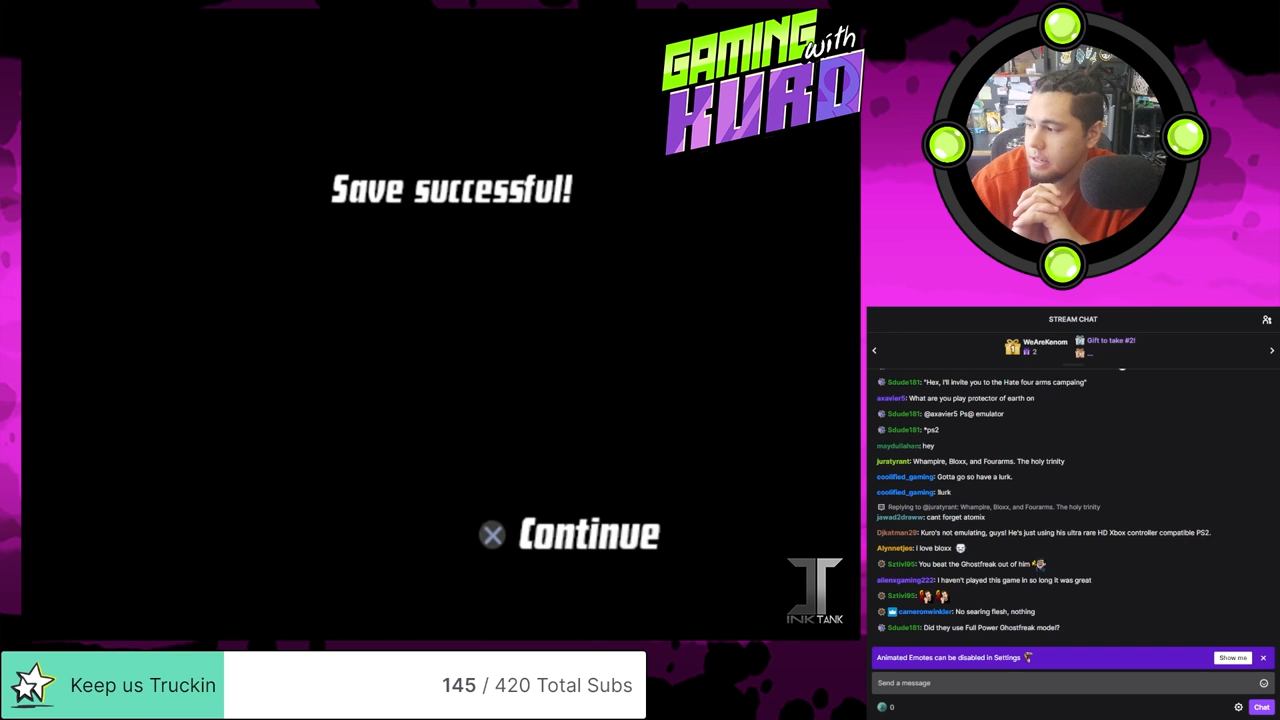 GAMING with
KURO
Save successful!
Continue
INKTANK
Keep us Truckin
145 / 420 Total Subs
STREAM CHAT
WeAreKenom
2
Gift to take #2!
...
Sdude181: "Hex, I'll invite you to the Hate four arms campaing"
axavier5: What are you play protector of earth on
Sdude181: @axavier5 Ps@ emulator
Sdude181: *ps2
maydullahan: hey
juratyrant: Whampire, Bloxx, and Fourarms. The holy trinity
coolified_gaming: Gotta go so have a lurk.
coolified_gaming: !lurk
Replying to @juratyrant: Whampire, Bloxx, and Fourarms. The holy trinity
jawad2draww: cant forget atomix
Djkatman29: Kuro's not emulating, guys! He's just using his ultra rare HD Xbox controller compatible PS2.
Alynnetjes: I love bloxx
Sztivi95: You beat the Ghostfreak out of him
alienxgaming222: I haven't played this game in so long it was great
Sztivi95:
cameronwinkler: No searing flesh, nothing
Sdude181: Did they use Full Power Ghostfreak model?
Animated Emotes can be disabled in Settings
Show me
Send a message
0
Chat